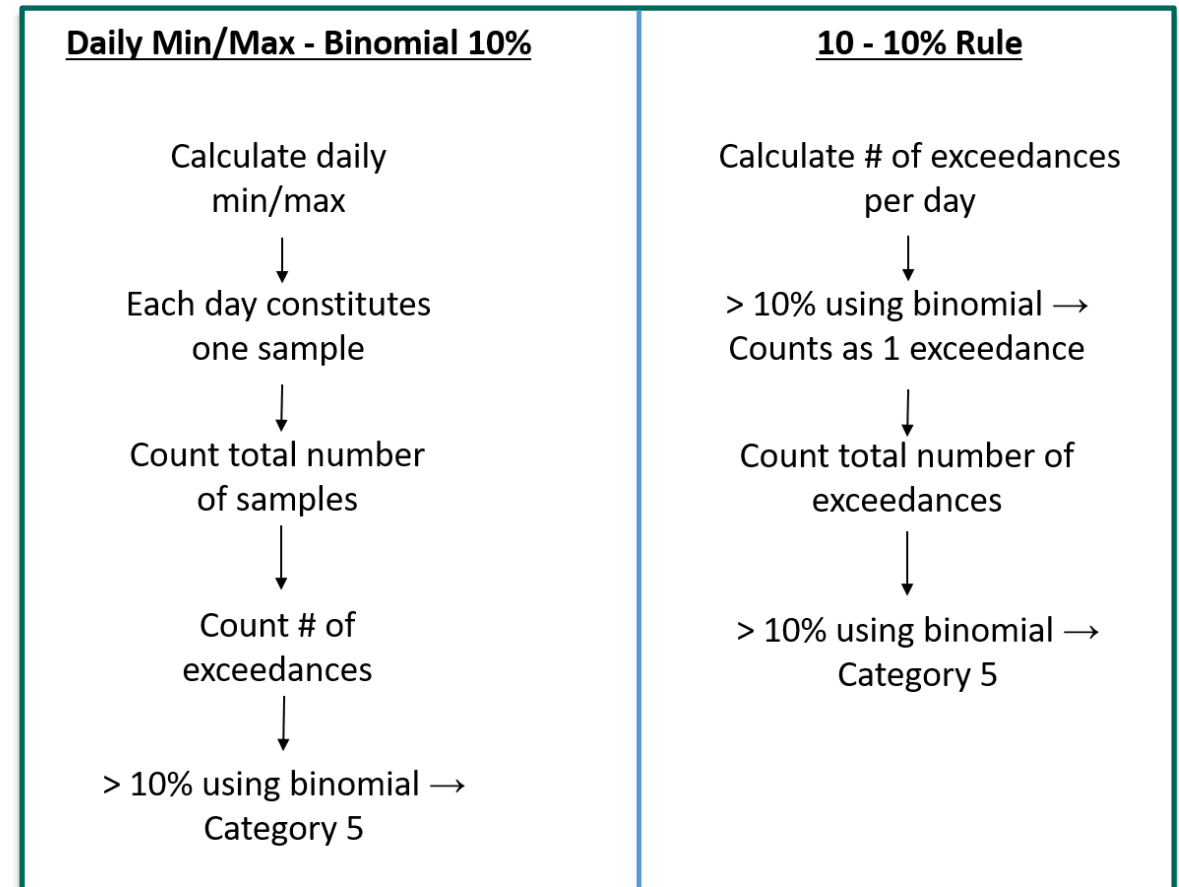 Daily Min/Max - Binomial 10%
Calculate daily
min/max
Each day constitutes
one sample
Count total number
of samples
Count # of
exceedances
> 10% using binomial →
Category 5
10 - 10% Rule
Calculate # of exceedances
per day
> 10% using binomial →
Counts as 1 exceedance
Count total number of
exceedances
> 10% using binomial →
Category 5